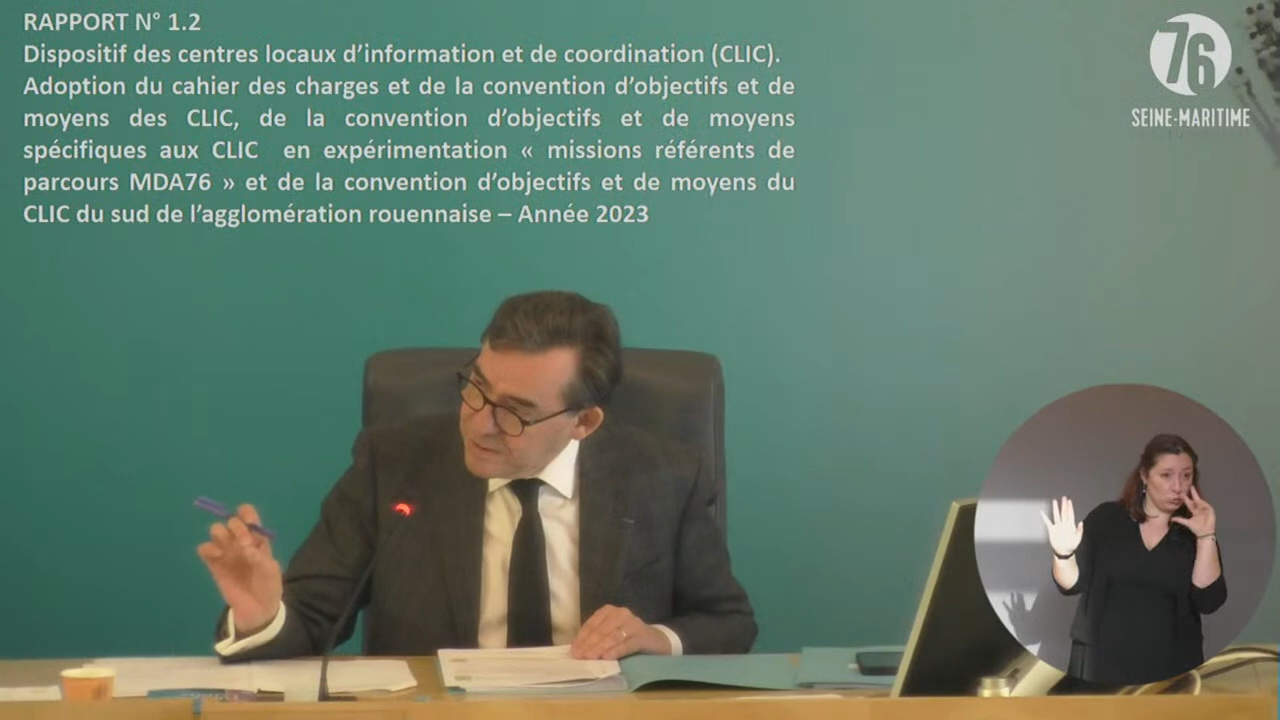 RAPPORT N° 1.2
Dispositif des centres locaux d'information et de coordination (CLIC).
Adoption du cahier des charges et de la convention d'objectifs et de
moyens des CLIC, de la convention d'objectifs et de moyens
spécifiques aux CLIC en expérimentation « missions référents de
parcours MDA76 » et de la convention d'objectifs et de moyens du
CLIC du sud de l'agglomération rouennaise – Année 2023
76
SEINE-MARITIME